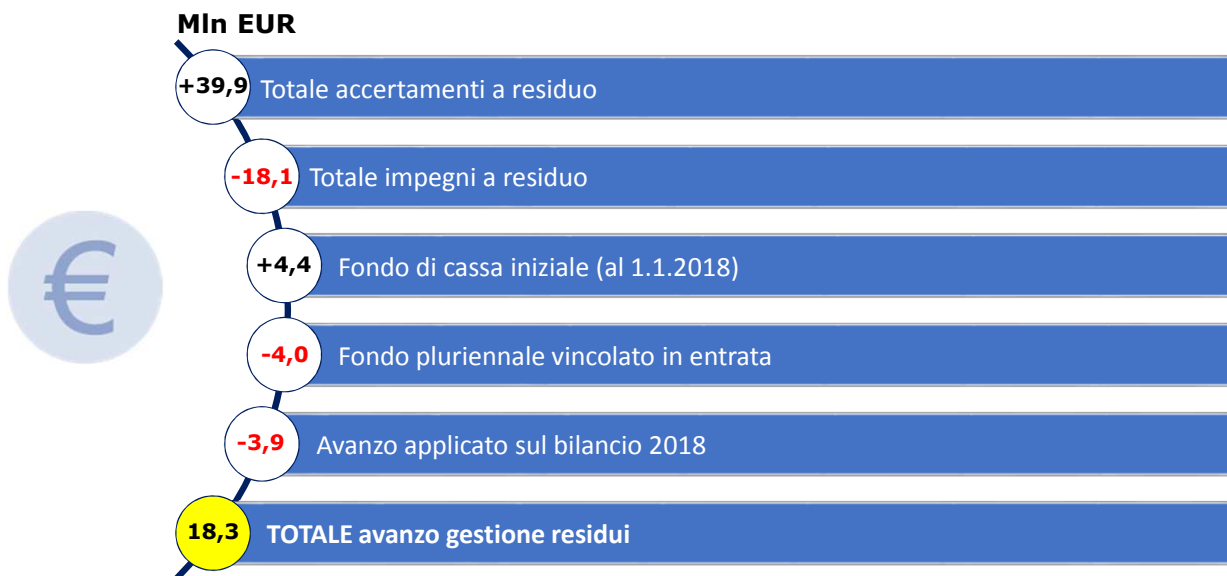 Mln EUR
+39,9 Totale accertamenti a residuo
-18,1 Totale impegni a residuo
+4,4 Fondo di cassa iniziale (al 1.1.2018)
-4,0 Fondo pluriennale vincolato in entrata
-3,9 Avanzo applicato sul bilancio 2018
18,3 TOTALE avanzo gestione residui
€